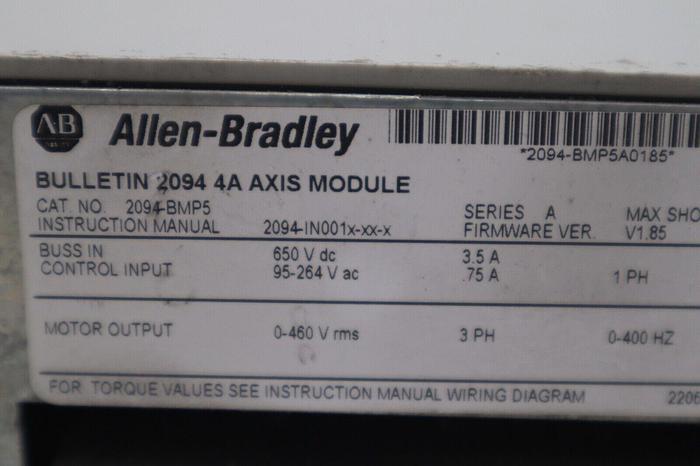 AB Allen-Bradley
*2094-BMP5A0185*
BULLETIN 2094 4A AXIS MODULE
CAT. NO. 2094-BMP5 SERIES A MAX SHO
INSTRUCTION MANUAL 2094-IN001x-xx-x FIRMWARE VER. V1.85
BUSS IN 650 V dc 3.5 A
CONTROL INPUT 95-264 V ac .75 A 1 PH
MOTOR OUTPUT 0-460 V rms 3 PH 0-400 HZ
FOR TORQUE VALUES SEE INSTRUCTION MANUAL WIRING DIAGRAM 2206